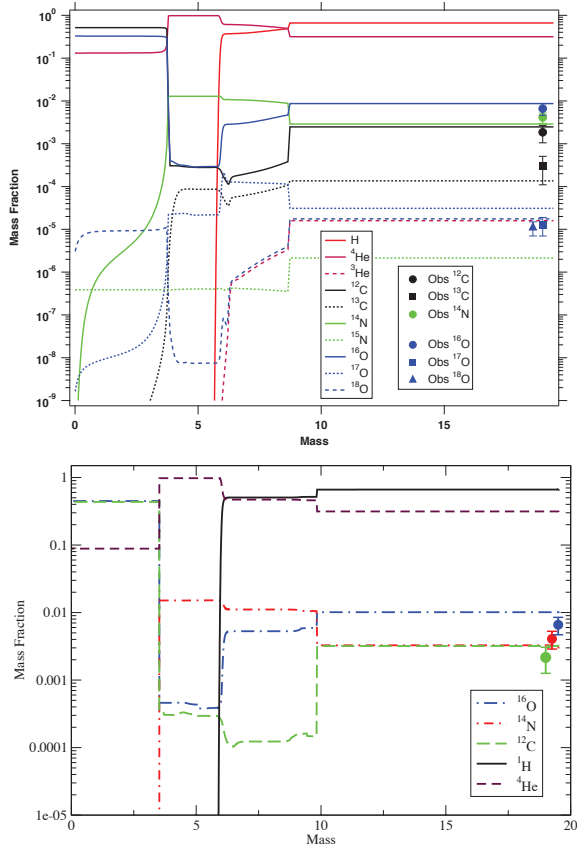 10⁰
10⁻¹
10⁻²
10⁻³
10⁻⁴
10⁻⁵
10⁻⁶
10⁻⁷
10⁻⁸
10⁻⁹
Mass Fraction
H
⁴He
³He
¹²C
¹³C
¹⁴N
¹⁵N
¹⁶O
¹⁷O
¹⁸O
Obs ¹²C
Obs ¹³C
Obs ¹⁴N
Obs ¹⁶O
Obs ¹⁷O
Obs ¹⁸O
0 5 10 15
Mass
1
0.1
0.01
0.001
0.0001
1e-05
Mass Fraction
¹⁶O
¹⁴N
¹²C
¹H
⁴He
0 5 10 15 20
Mass